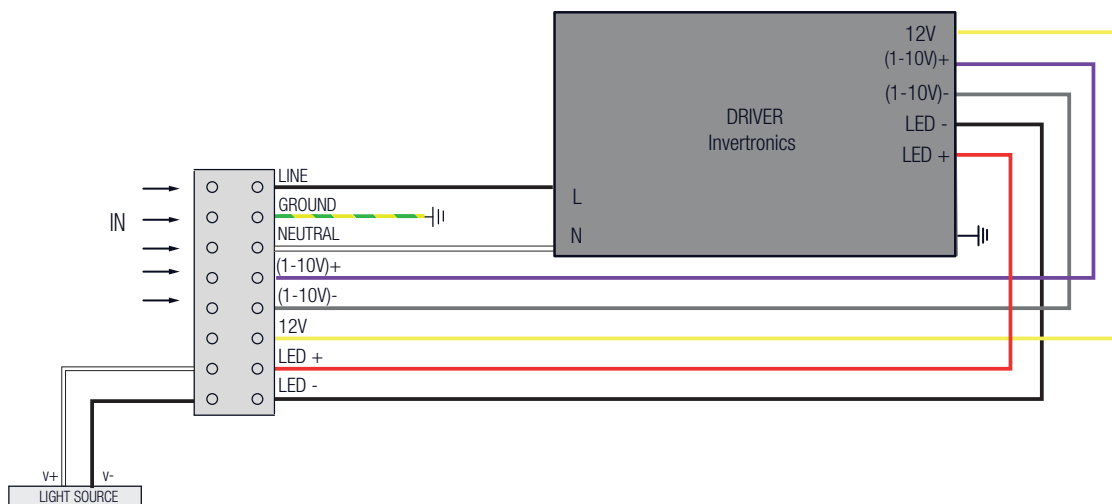 12V
(1-10V)+
(1-10V)-
LED -
LED +
DRIVER
Invertronics
L
N
IN
LINE
GROUND
NEUTRAL
(1-10V)+
(1-10V)-
12V
LED +
LED -
v+ v-
LIGHT SOURCE